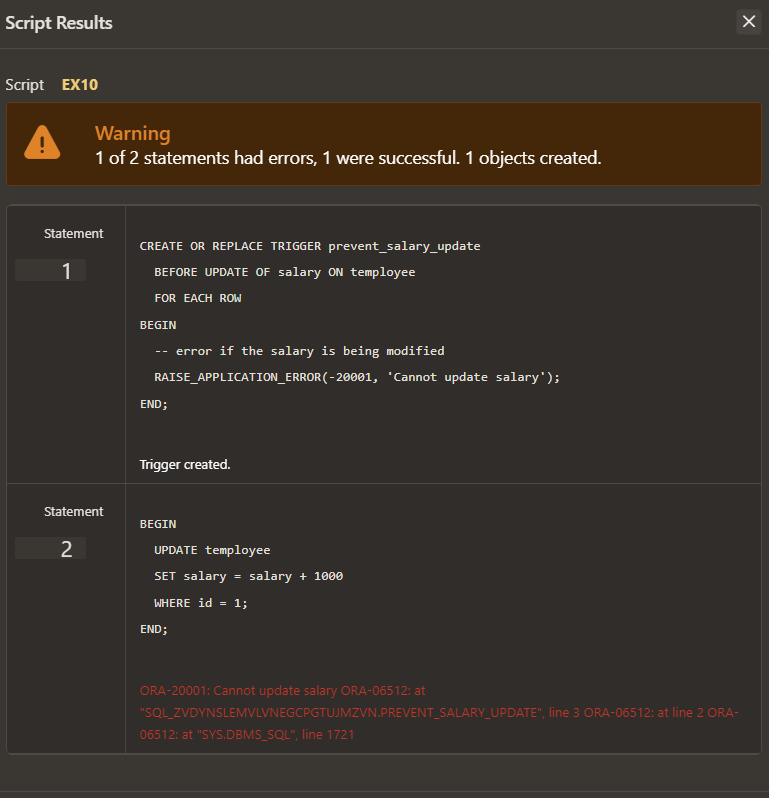 Script Results
Script EX10
Warning
1 of 2 statements had errors, 1 were successful. 1 objects created.
Statement
1
CREATE OR REPLACE TRIGGER prevent_salary_update
BEFORE UPDATE OF salary ON temployee
FOR EACH ROW
BEGIN
-- error if the salary is being modified
RAISE_APPLICATION_ERROR(-20001, 'Cannot update salary');
END;
Trigger created.
Statement
2
BEGIN
UPDATE temployee
SET salary = salary + 1000
WHERE id = 1;
END;
ORA-20001: Cannot update salary ORA-06512: at
"SQL_ZVDYNSLEMVLVNEGCPGTUJMZVN.PREVENT_SALARY_UPDATE", line 3 ORA-06512: at line 2 ORA-
06512: at "SYS.DBMS_SQL", line 1721